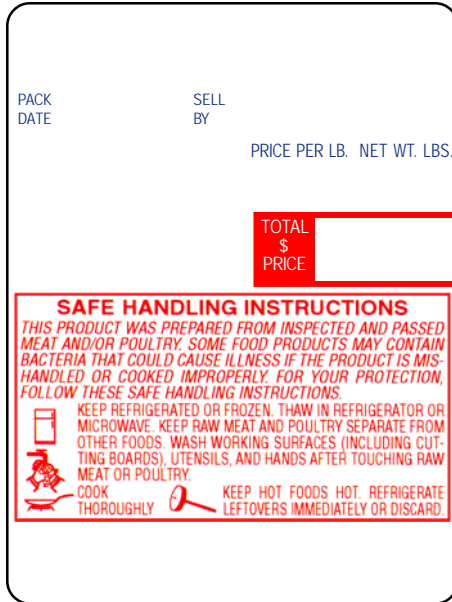 PACK SELL
DATE BY
PRICE PER LB. NET WT. LBS.
TOTAL
$
PRICE
SAFE HANDLING INSTRUCTIONS
THIS PRODUCT WAS PREPARED FROM INSPECTED AND PASSED
MEAT AND/OR POULTRY. SOME FOOD PRODUCTS MAY CONTAIN
BACTERIA THAT COULD CAUSE ILLNESS IF THE PRODUCT IS MIS-
HANDLED OR COOKED IMPROPERLY. FOR YOUR PROTECTION,
FOLLOW THESE SAFE HANDLING INSTRUCTIONS.
KEEP REFRIGERATED OR FROZEN. THAW IN REFRIGERATOR OR
MICROWAVE. KEEP RAW MEAT AND POULTRY SEPARATE FROM
OTHER FOODS. WASH WORKING SURFACES (INCLUDING CUT-
TING BOARDS), UTENSILS, AND HANDS AFTER TOUCHING RAW
MEAT OR POULTRY.
COOK
THOROUGHLY
KEEP HOT FOODS HOT. REFRIGERATE
LEFTOVERS IMMEDIATELY OR DISCARD.